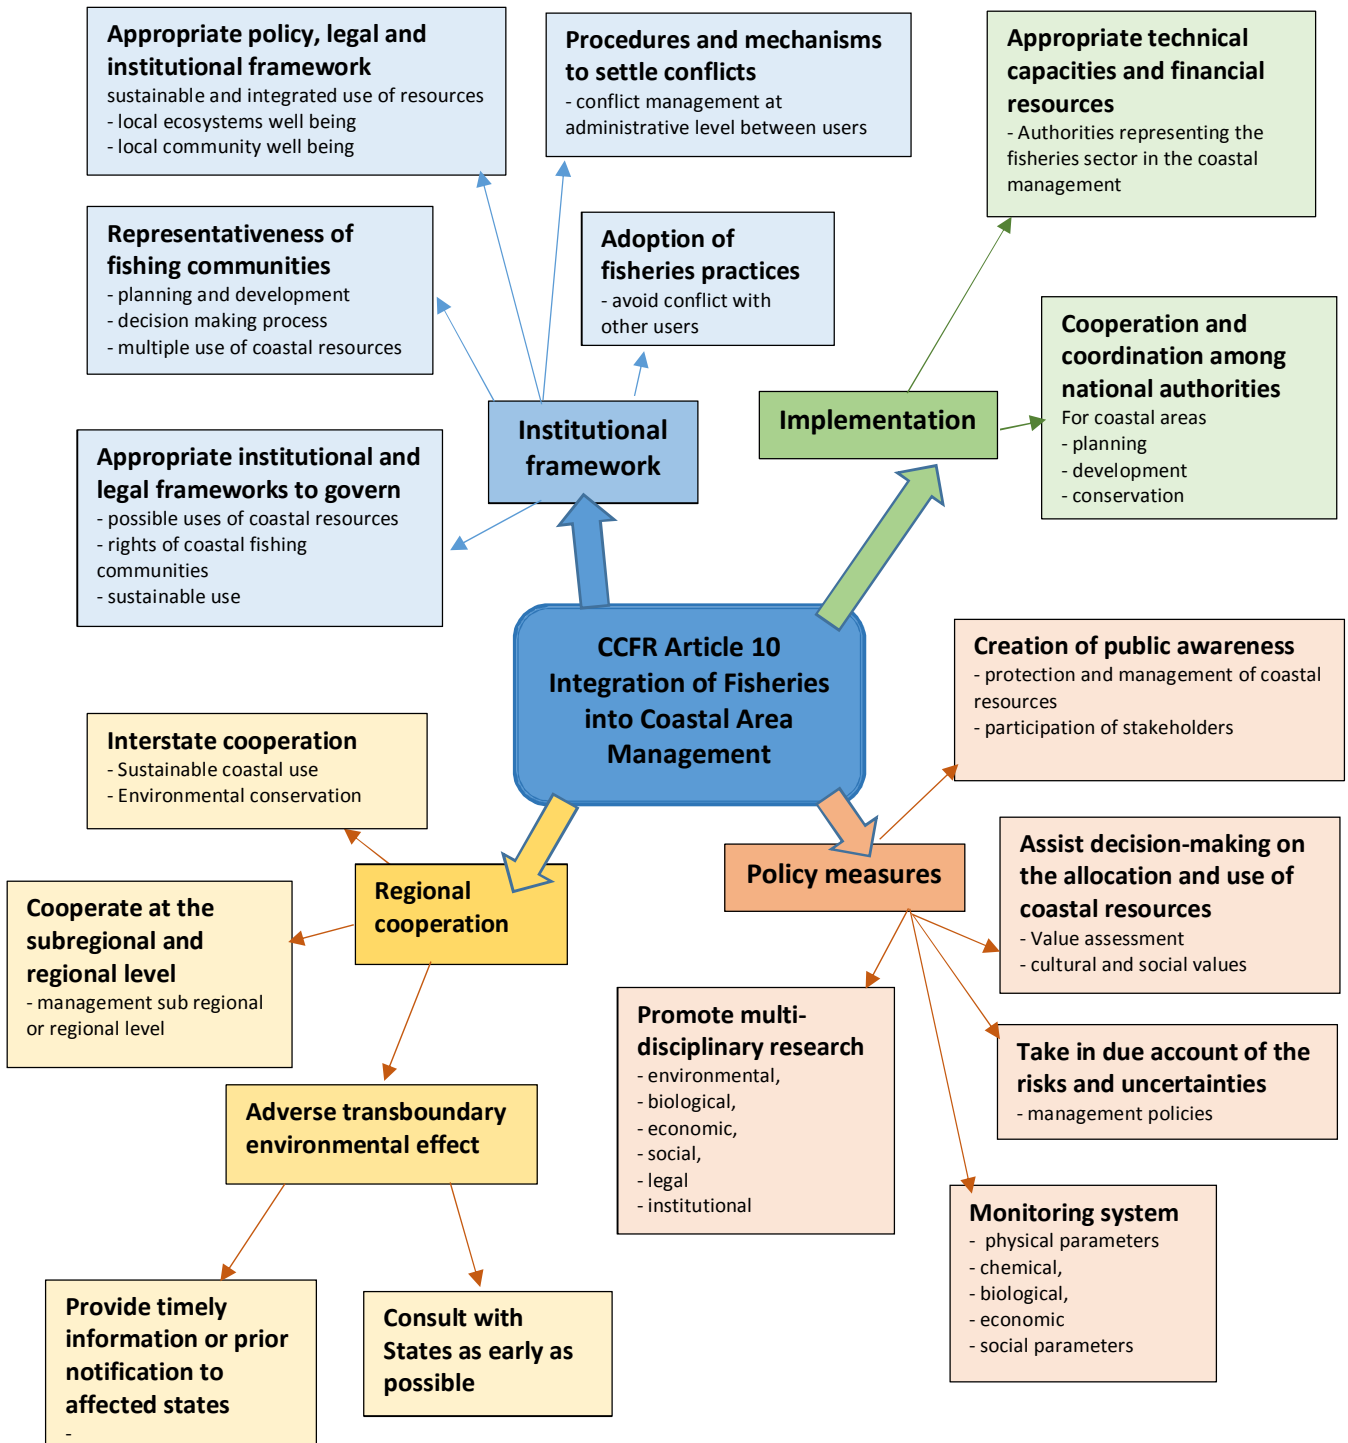 Appropriate policy, legal and
institutional framework
sustainable and integrated use of resources
- local ecosystems well being
- local community well being
Procedures and mechanisms
to settle conflicts
- conflict management at
administrative level between users
Appropriate technical
capacities and financial
resources
- Authorities representing the
fisheries sector in the coastal
management
Representativeness of
fishing communities
- planning and development
- decision making process
- multiple use of coastal resources
Adoption of
fisheries practices
- avoid conflict with
other users
Cooperation and
coordination among
national authorities
For coastal areas
- planning
- development
- conservation
Institutional
framework
Implementation
Appropriate institutional and
legal frameworks to govern
- possible uses of coastal resources
- rights of coastal fishing
communities
- sustainable use
CCFR Article 10
Integration of Fisheries
into Coastal Area
Management
Creation of public awareness
- protection and management of coastal
resources
- participation of stakeholders
Interstate cooperation
- Sustainable coastal use
- Environmental conservation
Regional
cooperation
Policy measures
Assist decision-making on
the allocation and use of
coastal resources
- Value assessment
- cultural and social values
Cooperate at the
subregional and
regional level
- management sub regional
or regional level
Promote multi-
disciplinary research
- environmental,
- biological,
- economic,
- social,
- legal
- institutional
Take in due account of the
risks and uncertainties
- management policies
Adverse transboundary
environmental effect
Monitoring system
- physical parameters
- chemical,
- biological,
- economic
- social parameters
Provide timely
information or prior
notification to
affected states
-
Consult with
States as early as
possible